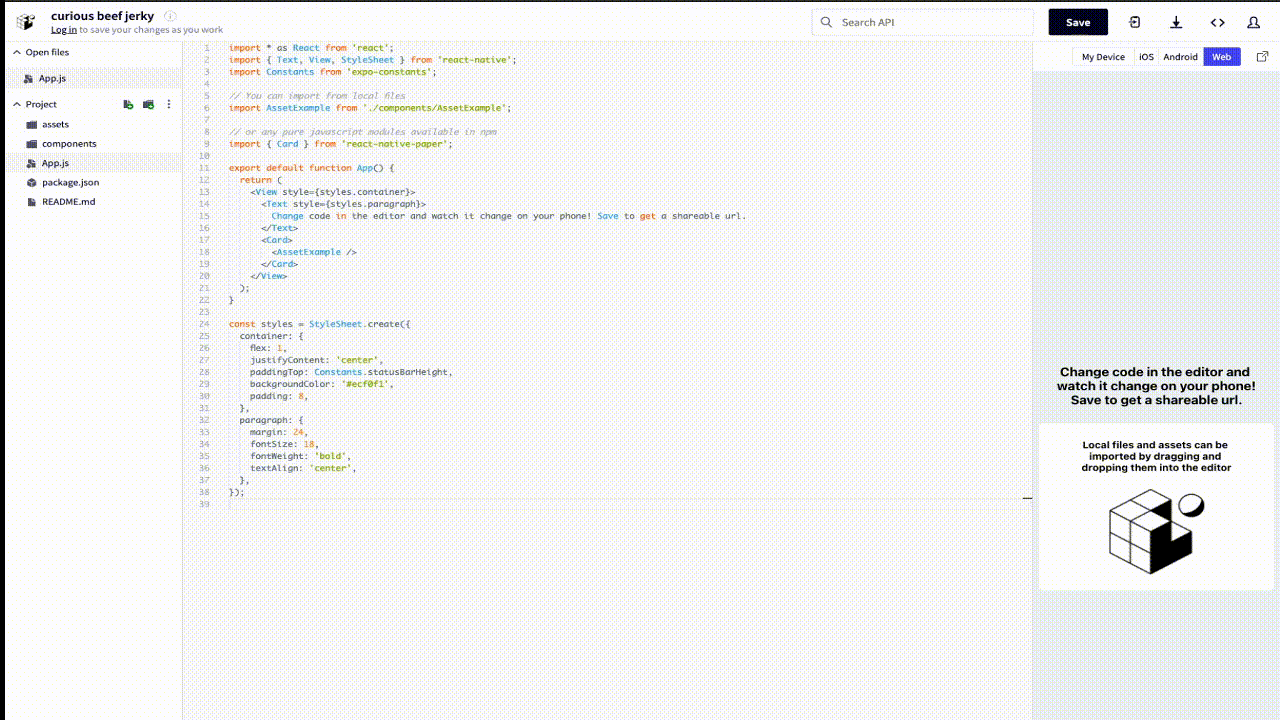 curious beef jerky
Log in to save your changes as you work
Search API
Save
Open files
App.js
Project
assets
components
App.js
package.json
README.md
1 import * as React from 'react';
2 import { Text, View, StyleSheet } from 'react-native';
3 import Constants from 'expo-constants';
4
5 // You can import from local files
6 import AssetExample from './components/AssetExample';
7
8 // or any pure javascript modules available in npm
9 import { Card } from 'react-native-paper';
10
11 export default function App() {
12 return (
13 <View style={styles.container}>
14 <Text style={styles.paragraph}>
15 Change code in the editor and watch it change on your phone! Save to get a shareable url.
16 </Text>
17 <Card>
18 <AssetExample />
19 </Card>
20 </View>
21 );
22 }
23
24 const styles = StyleSheet.create({
25 container: {
26 flex: 1,
27 justifyContent: 'center',
28 paddingTop: Constants.statusBarHeight,
29 backgroundColor: '#ecf0f1',
30 padding: 8,
31 },
32 paragraph: {
33 margin: 24,
34 fontSize: 18,
35 fontWeight: 'bold',
36 textAlign: 'center',
37 },
38 });
39
My Device iOS Android Web
Change code in the editor and
watch it change on your phone!
Save to get a shareable url.
Local files and assets can be
imported by dragging and
dropping them into the editor